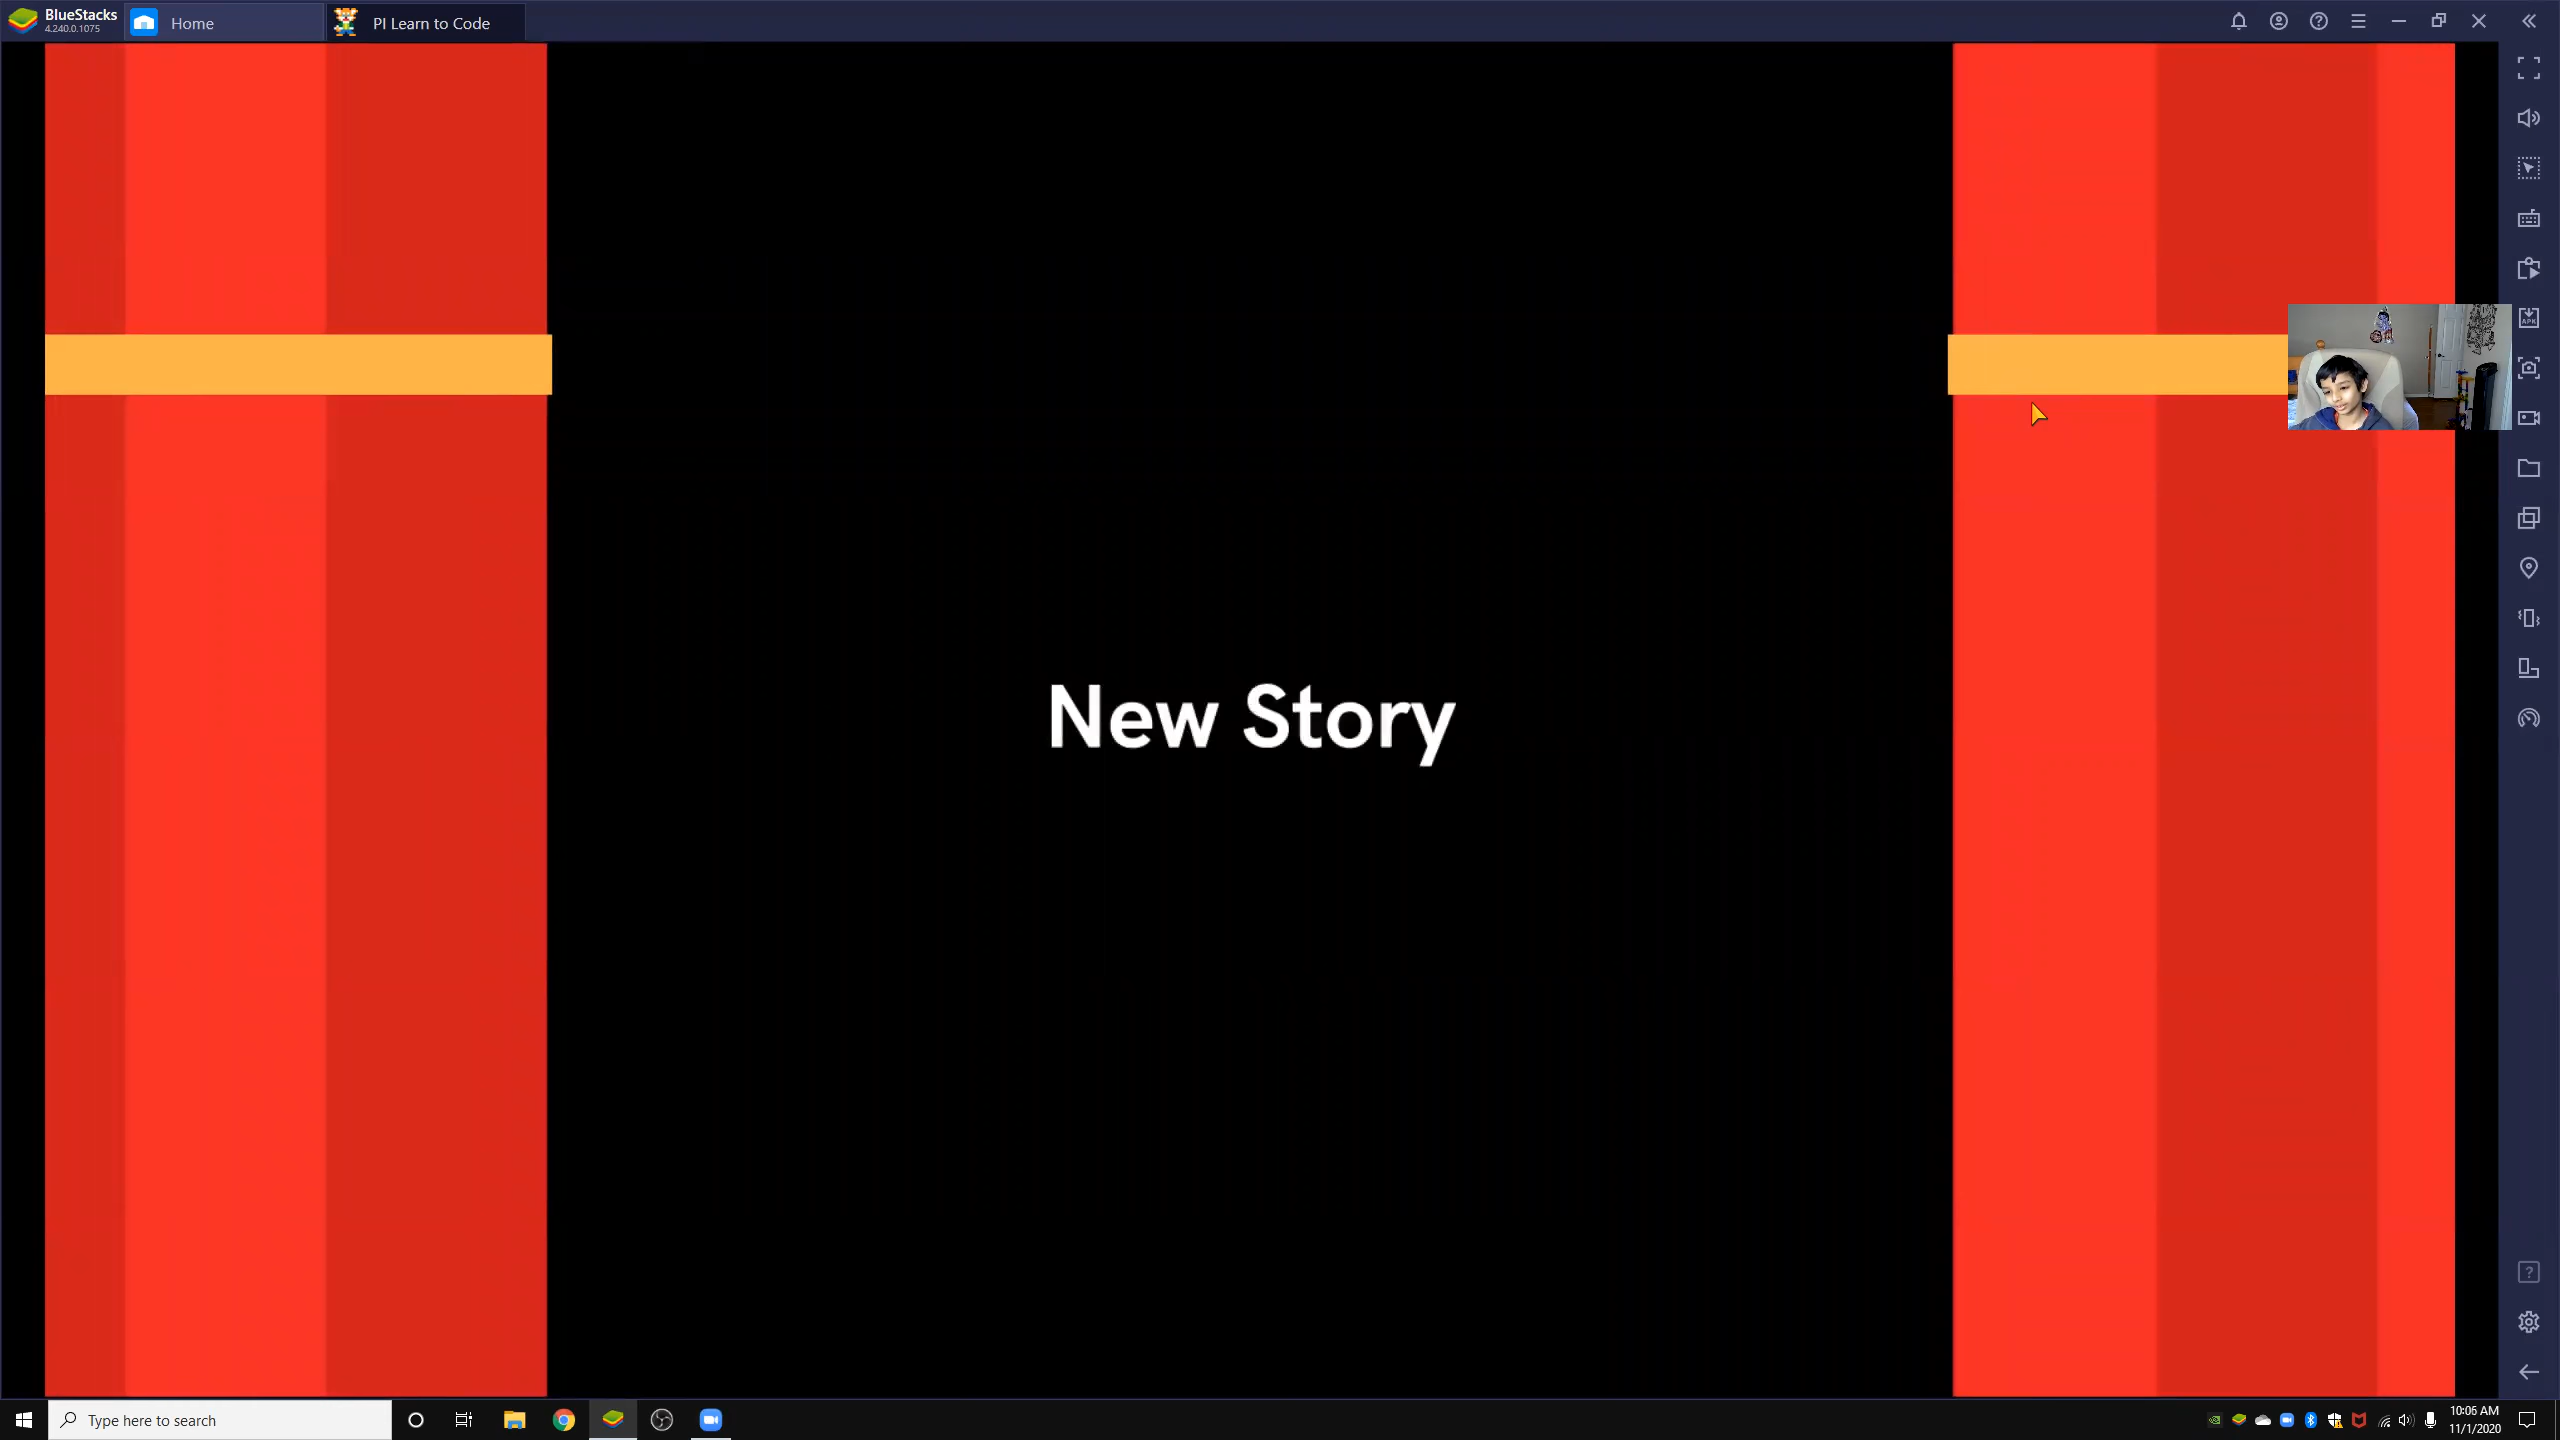 BlueStacks
4.240.0.1075
Home
PI Learn to Code
APK
New Story
Type here to search
10:06 AM
11/1/2020